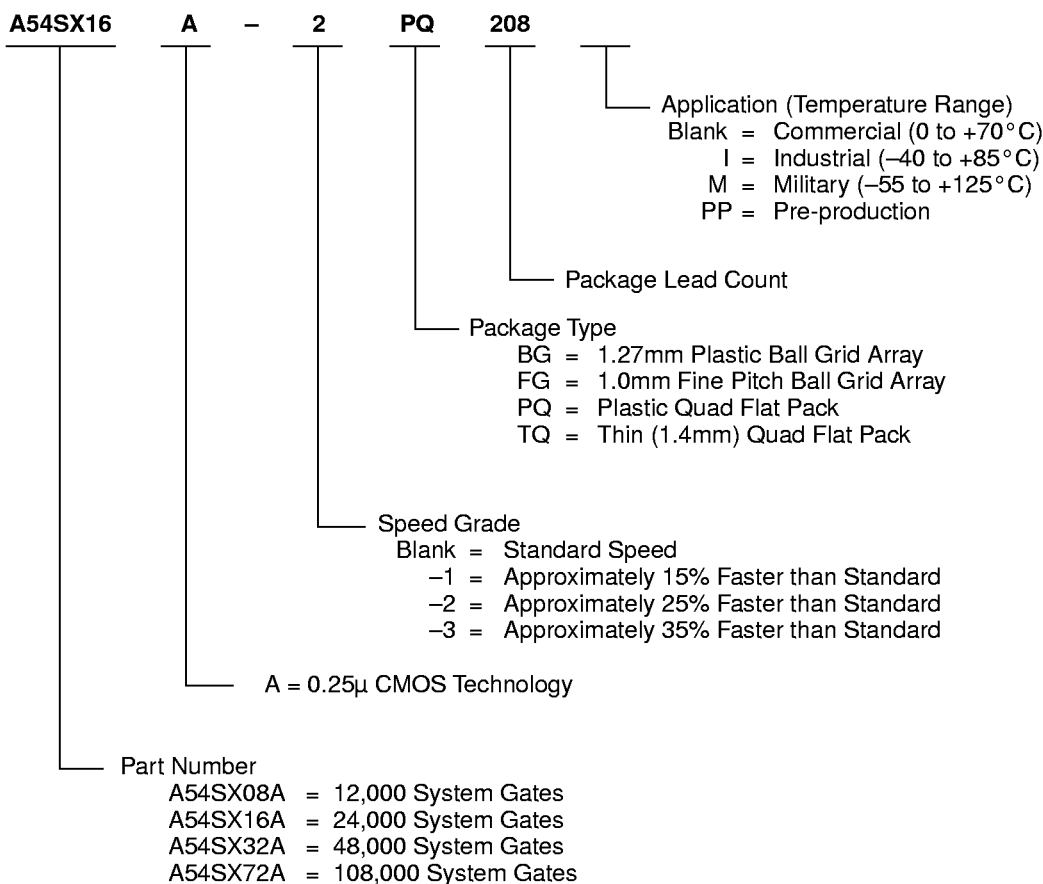 A54SX16 A – 2 PQ 208
Application (Temperature Range)
Blank = Commercial (0 to +70°C)
I = Industrial (–40 to +85°C)
M = Military (–55 to +125°C)
PP = Pre-production
Package Lead Count
Package Type
BG = 1.27mm Plastic Ball Grid Array
FG = 1.0mm Fine Pitch Ball Grid Array
PQ = Plastic Quad Flat Pack
TQ = Thin (1.4mm) Quad Flat Pack
Speed Grade
Blank = Standard Speed
–1 = Approximately 15% Faster than Standard
–2 = Approximately 25% Faster than Standard
–3 = Approximately 35% Faster than Standard
A = 0.25µ CMOS Technology
Part Number
A54SX08A = 12,000 System Gates
A54SX16A = 24,000 System Gates
A54SX32A = 48,000 System Gates
A54SX72A = 108,000 System Gates